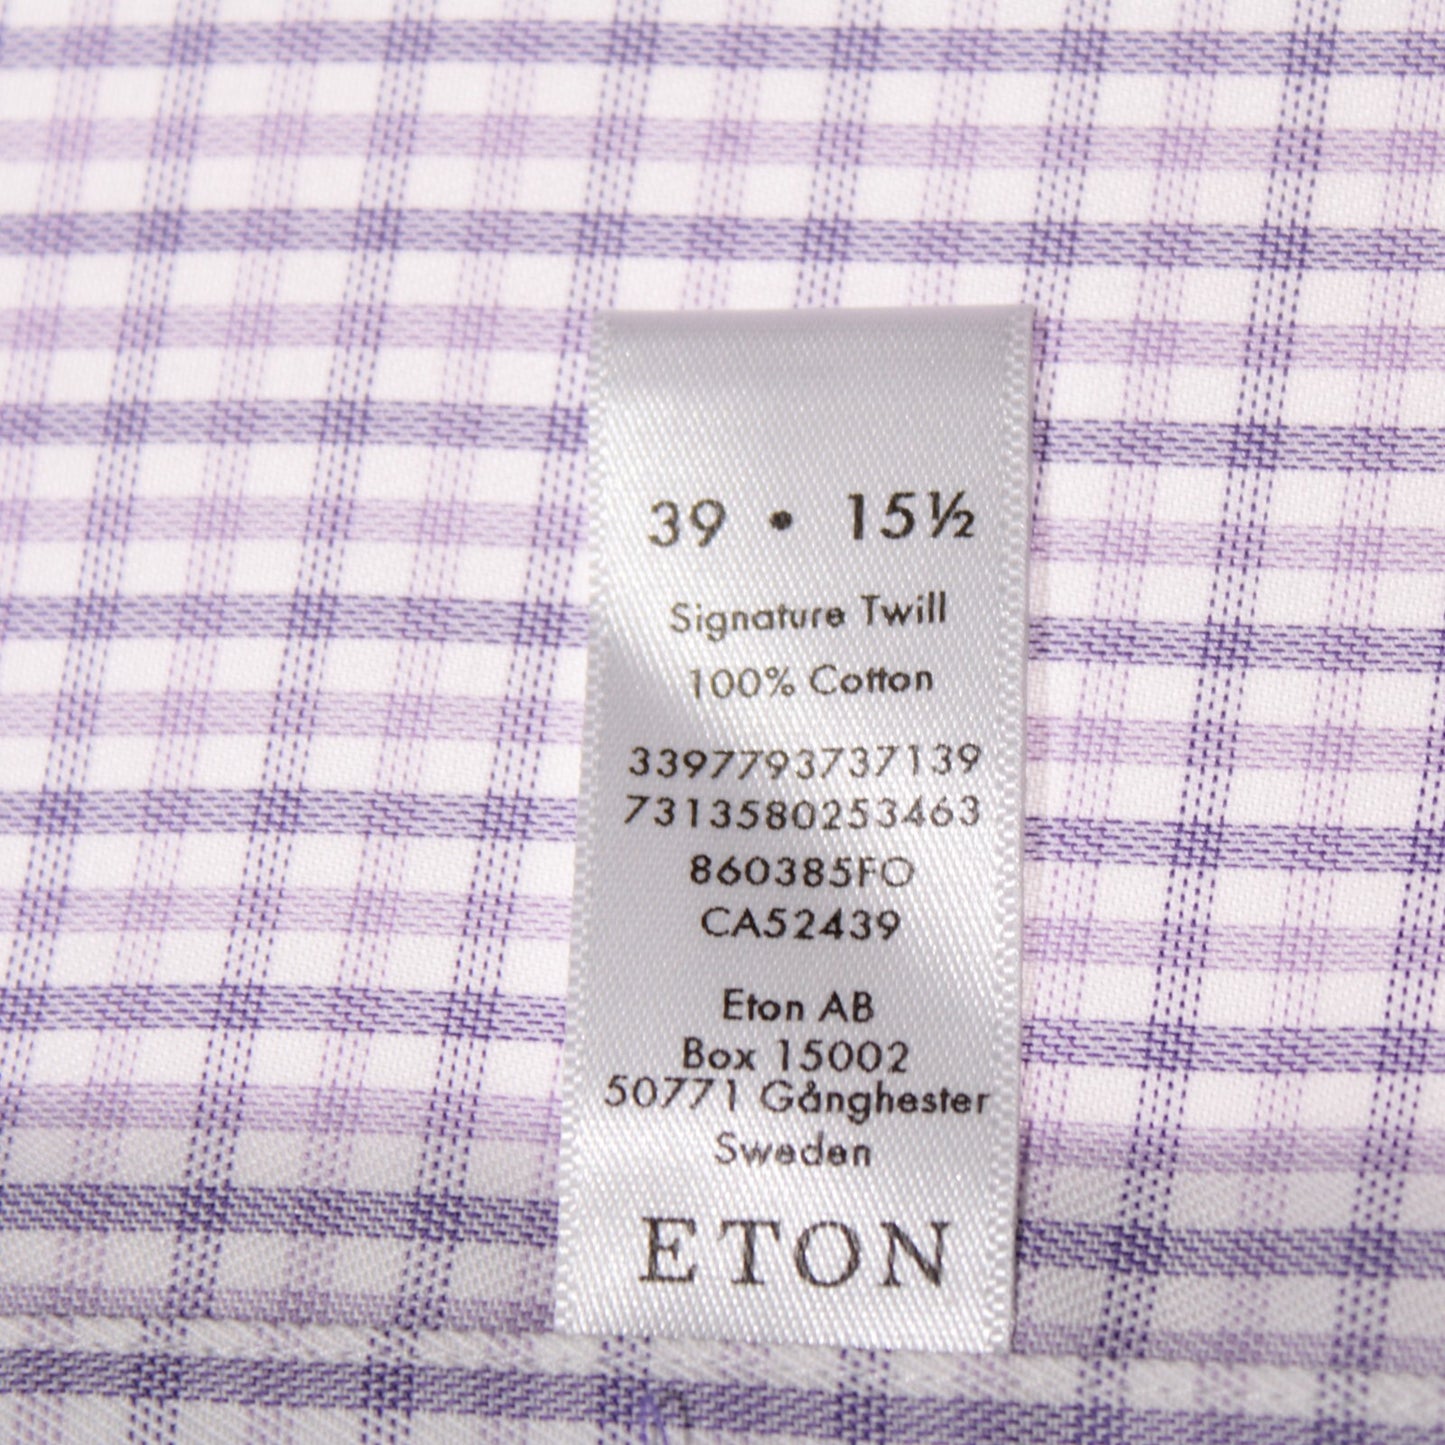 39 • 15½
Signature Twill
100% Cotton
3397793737139
7313580253463
860385FO
CA52439
Eton AB
Box 15002
50771 Gånghester
Sweden
ETON